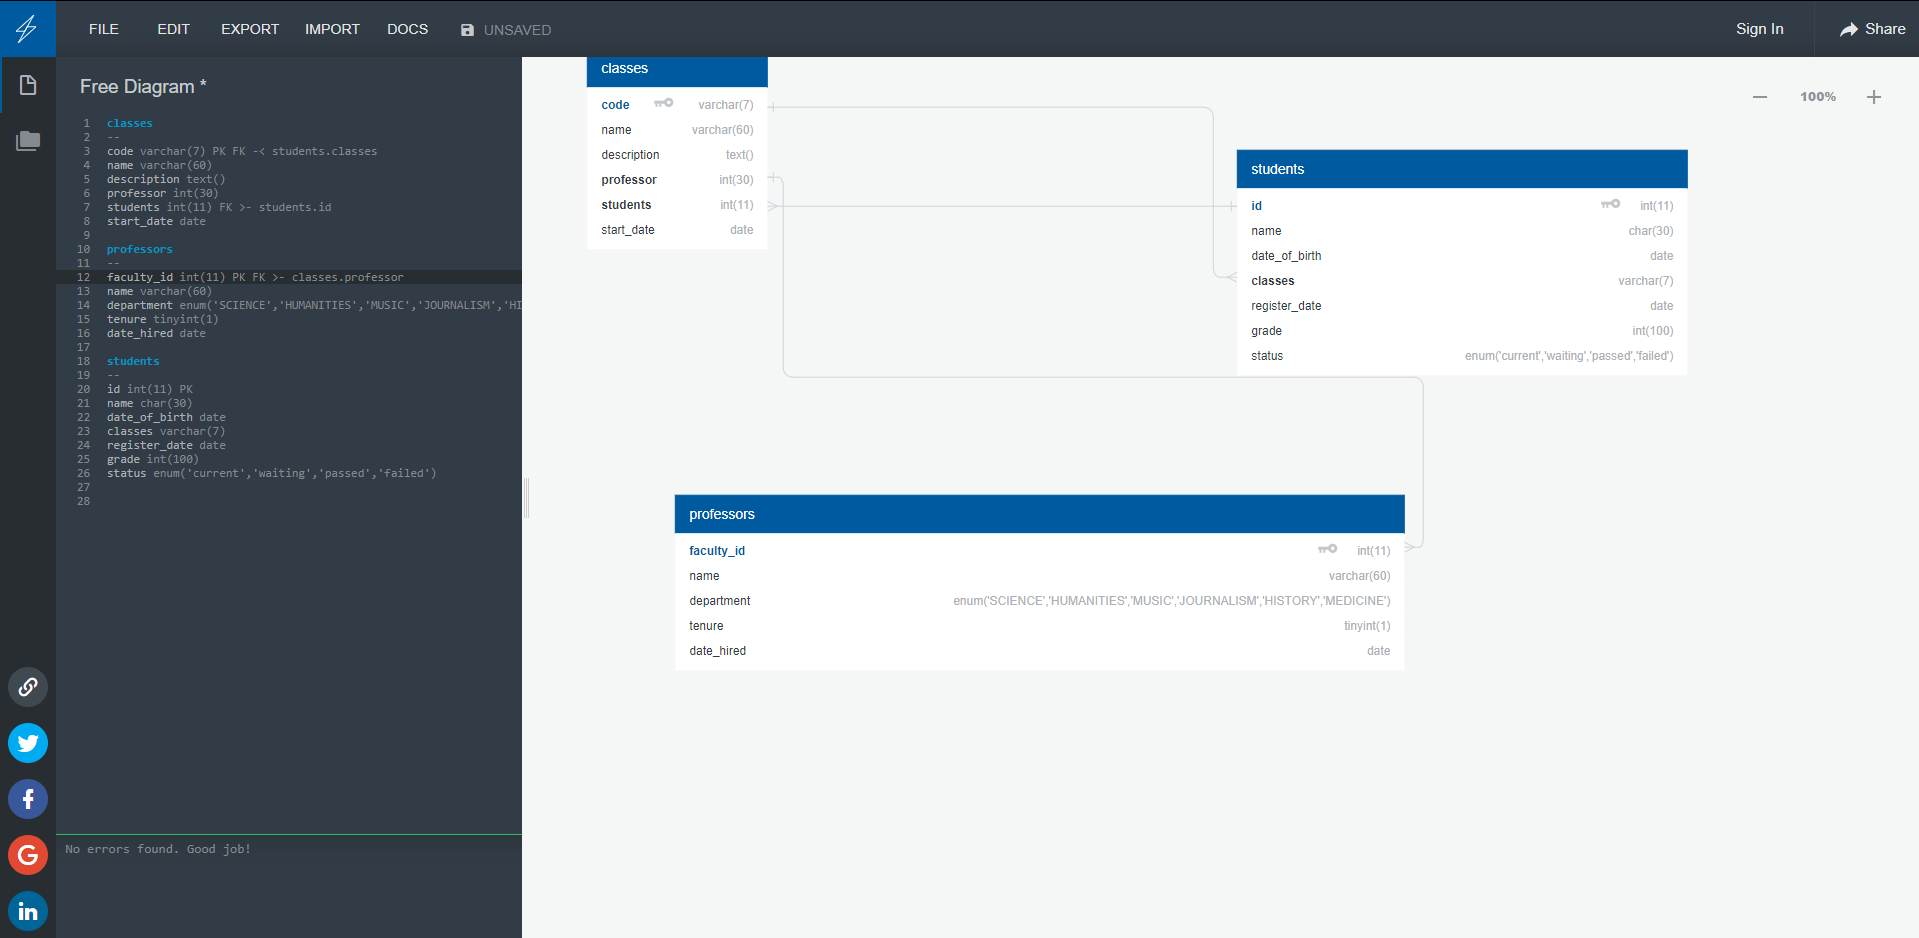 FILE EDIT EXPORT IMPORT DOCS UNSAVED Sign In Share
Free Diagram *
1 classes
2 --
3 code varchar(7) PK FK -< students.classes
4 name varchar(60)
5 description text()
6 professor int(30)
7 students int(11) FK >- students.id
8 start_date date
9
10 professors
11 --
12 faculty_id int(11) PK FK >- classes.professor
13 name varchar(60)
14 department enum('SCIENCE','HUMANITIES','MUSIC','JOURNALISM','HI
15 tenure tinyint(1)
16 date_hired date
17
18 students
19 --
20 id int(11) PK
21 name char(30)
22 date_of_birth date
23 classes varchar(7)
24 register_date date
25 grade int(100)
26 status enum('current','waiting','passed','failed')
27
28
No errors found. Good job!
classes
code varchar(7)
name varchar(60)
description text()
professor int(30)
students int(11)
start_date date
100%
students
id int(11)
name char(30)
date_of_birth date
classes varchar(7)
register_date date
grade int(100)
status enum('current','waiting','passed','failed')
professors
faculty_id int(11)
name varchar(60)
department enum('SCIENCE','HUMANITIES','MUSIC','JOURNALISM','HISTORY','MEDICINE')
tenure tinyint(1)
date_hired date
f
G
in